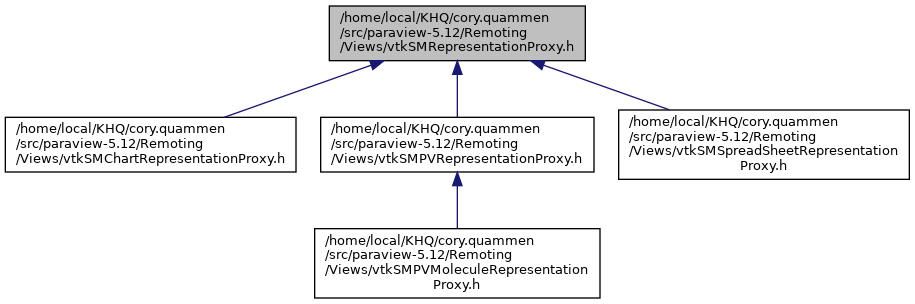 /home/local/KHQ/cory.quammen
/src/paraview-5.12/Remoting
/Views/vtkSMRepresentationProxy.h
/home/local/KHQ/cory.quammen
/src/paraview-5.12/Remoting
/Views/vtkSMChartRepresentationProxy.h
/home/local/KHQ/cory.quammen
/src/paraview-5.12/Remoting
/Views/vtkSMPVRepresentationProxy.h
/home/local/KHQ/cory.quammen
/src/paraview-5.12/Remoting
/Views/vtkSMSpreadSheetRepresentation
Proxy.h
/home/local/KHQ/cory.quammen
/src/paraview-5.12/Remoting
/Views/vtkSMPVMoleculeRepresentation
Proxy.h